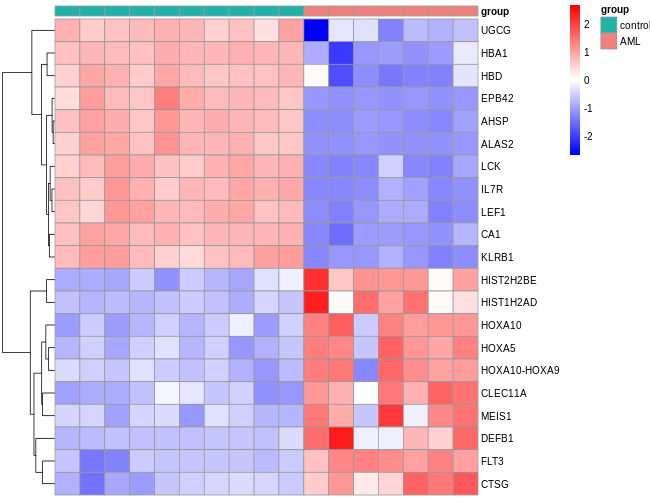 group
group
control
AML
2
1
0
-1
-2
UGCG
HBA1
HBD
EPB42
AHSP
ALAS2
LCK
IL7R
LEF1
CA1
KLRB1
HIST2H2BE
HIST1H2AD
HOXA10
HOXA5
HOXA10-HOXA9
CLEC11A
MEIS1
DEFB1
FLT3
CTSG